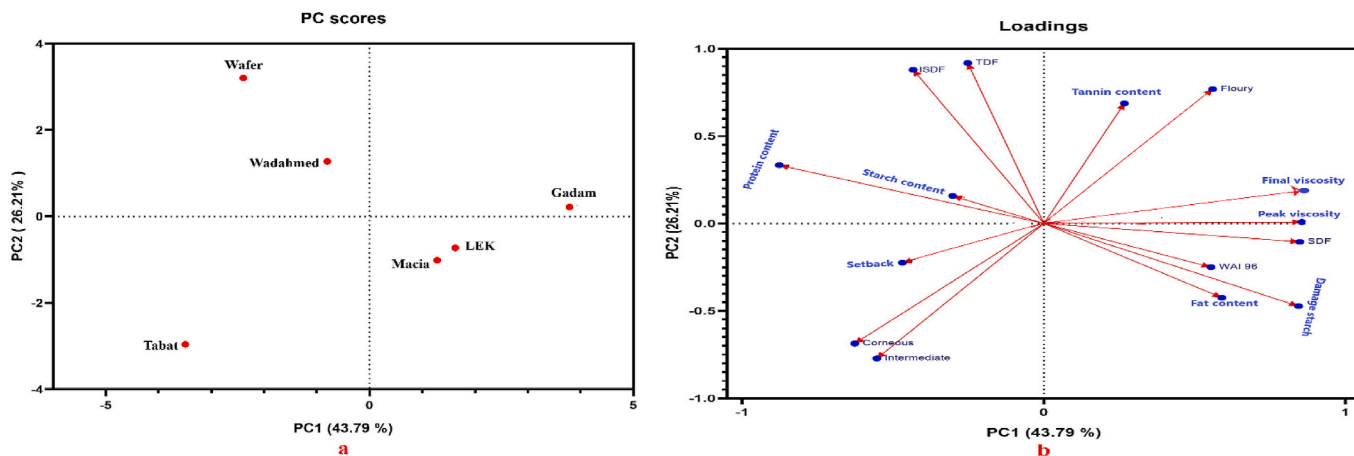 PC scores
4
2
0
-2
-4
PC2 ( 26.21% )
Wafer
Wadahmed
Gadam
LEK
Macia
Tabat
-5
0
5
PC1 (43.79 %)
a
Loadings
1.0
0.5
0.0
-0.5
-1.0
PC2 (26.21%)
ISDF
TDF
Tannin content
Floury
Protein content
Starch content
Final viscosity
Peak viscosity
SDF
Setback
WAI 96
Fat content
Damage starch
Corneous
Intermediate
-1
0
1
PC1 (43.79 %)
b